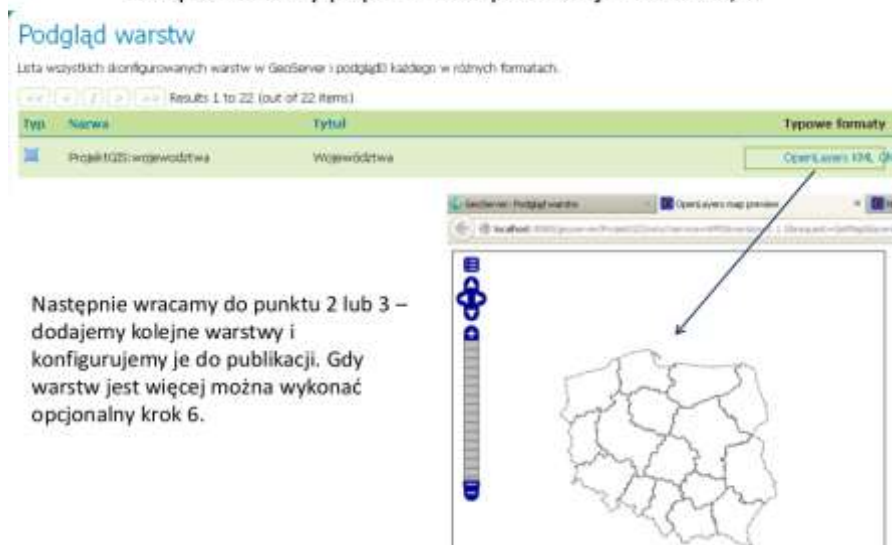 Podgląd warstw
Lista wszystkich skonfigurowanych warstw w GeoServer i podgląd każdego w różnych formatach.
<< < 1 > >> Results 1 to 22 (out of 22 items)
Typ Nazwa Tytuł Typowe formaty
ProjektGIS:wojewodztwa Województwa OpenLayers KML
GeoServer: Podgląd warstw OpenLayers map preview
localhost
Następnie wracamy do punktu 2 lub 3 –
dodajemy kolejne warstwy i
konfigurujemy je do publikacji. Gdy
warstw jest więcej można wykonać
opcjonalny krok 6.